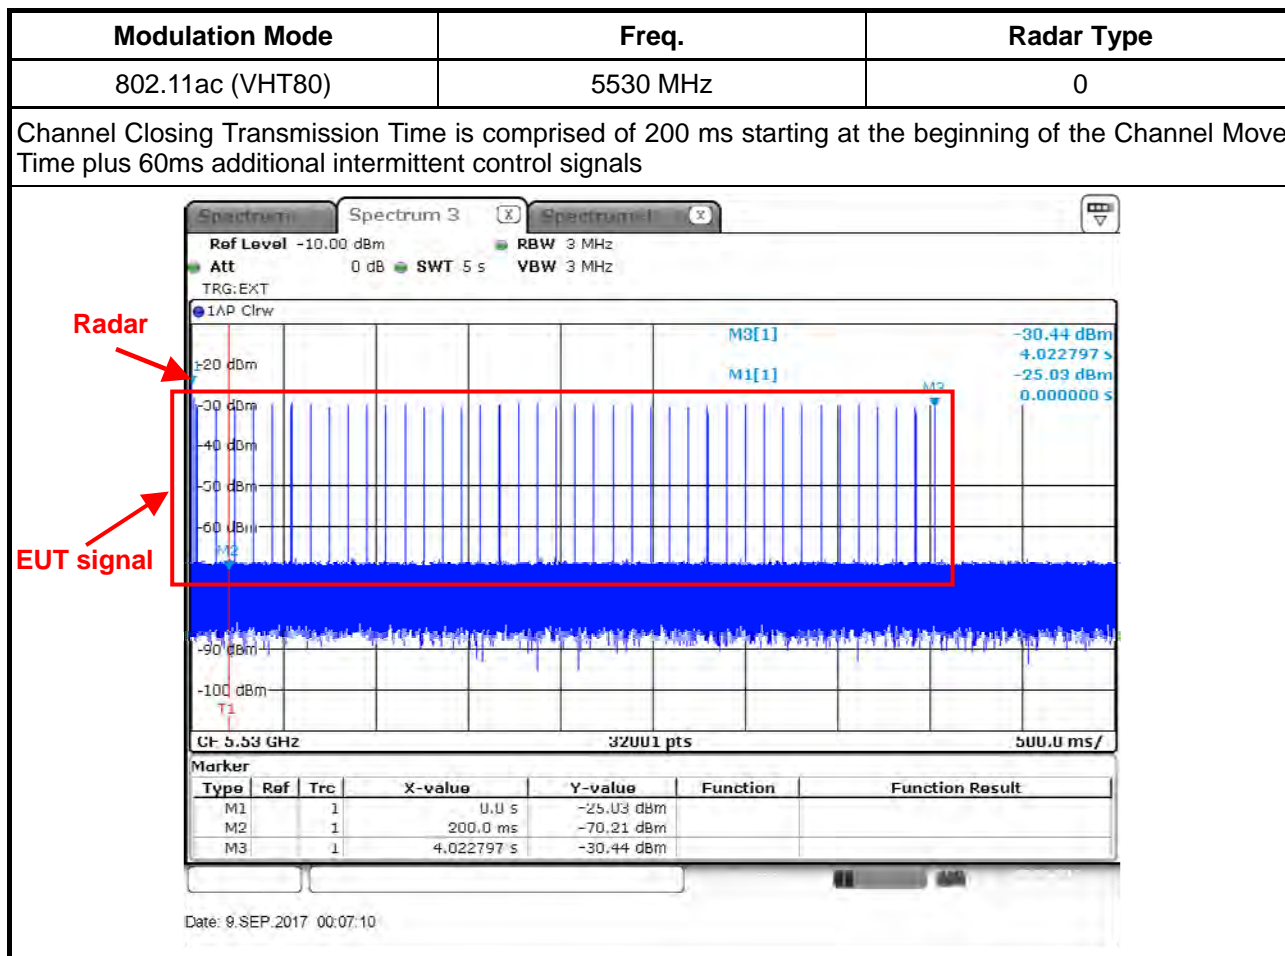 Modulation Mode Freq. Radar Type
802.11ac (VHT80) 5530 MHz 0
Channel Closing Transmission Time is comprised of 200 ms starting at the beginning of the Channel Move
Time plus 60ms additional intermittent control signals
Spectrum Spectrum 3 X Spectrum X
Ref Level -10.00 dBm RBW 3 MHz
Att 0 dB SWT 5 s VBW 3 MHz
TRG:EXT
1AP Clrw
Radar
M3[1] -30.44 dBm
4.022797 s
M1[1] -25.03 dBm
0.000000 s
-20 dBm
M3
-30 dBm
-40 dBm
-50 dBm
-60 dBm
M2
EUT signal
-90 dBm
-100 dBm
T1
CF 5.53 GHz 32001 pts 500.0 ms/
Marker
Type Ref Trc X-value Y-value Function Function Result
M1 1 0.0 s -25.03 dBm
M2 1 200.0 ms -70.21 dBm
M3 1 4.022797 s -30.44 dBm
Date: 9.SEP.2017 00:07:10